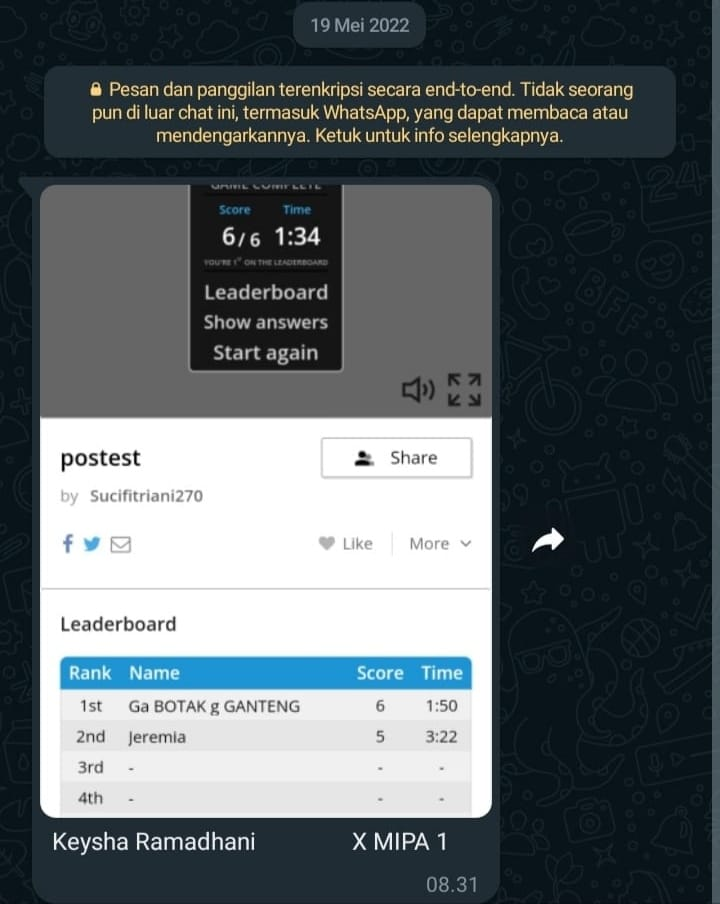 19 Mei 2022
Pesan dan panggilan terenkripsi secara end-to-end. Tidak seorang
pun di luar chat ini, termasuk WhatsApp, yang dapat membaca atau
mendengarkannya. Ketuk untuk info selengkapnya.
GAME COMPLETE
Score Time
6/6 1:34
YOU'RE 1ST ON THE LEADERBOARD
Leaderboard
Show answers
Start again
postest
Share
by Sucifitriani270
Like More
Leaderboard
Rank Name Score Time
1st Ga BOTAK g GANTENG 6 1:50
2nd Jeremia 5 3:22
3rd - - -
4th - - -
Keysha Ramadhani X MIPA 1
08.31